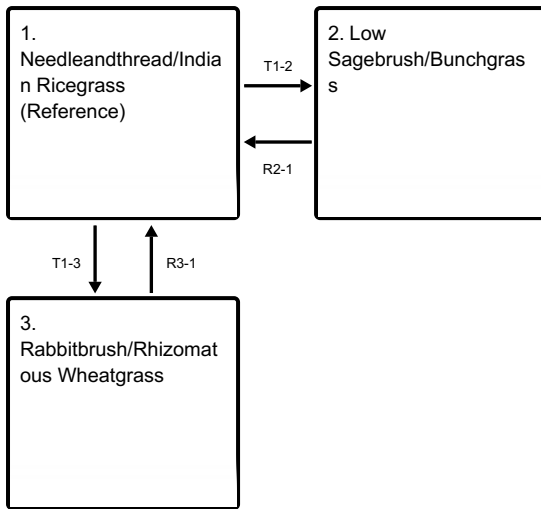 1.
Needleandthread/India
n Ricegrass
(Reference)
T1-2
2. Low
Sagebrush/Bunchgras
s
R2-1
T1-3
R3-1
3.
Rabbitbrush/Rhizomat
ous Wheatgrass